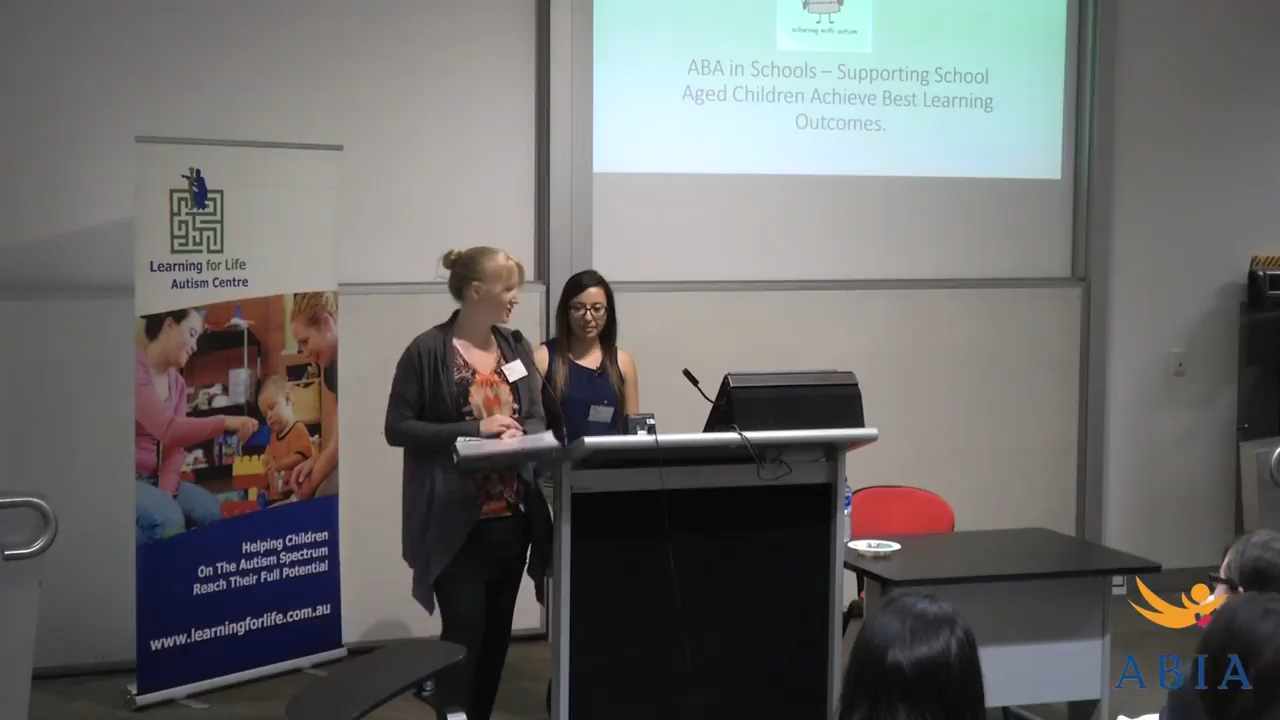 achieving with autism
ABA in Schools – Supporting School
Aged Children Achieve Best Learning
Outcomes.
Learning for Life
Autism Centre
Helping Children
On The Autism Spectrum
Reach Their Full Potential
www.learningforlife.com.au
ABIA